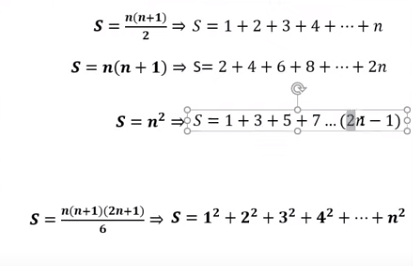 S = n(n+1)/2 ⇒ S = 1 + 2 + 3 + 4 + ⋯ + n
S = n(n + 1) ⇒ S= 2 + 4 + 6 + 8 + ⋯ + 2n
S = n² ⇒ S = 1 + 3 + 5 + 7 … (2n − 1)
S = n(n+1)(2n+1)/6 ⇒ S = 1² + 2² + 3² + 4² + ⋯ + n²